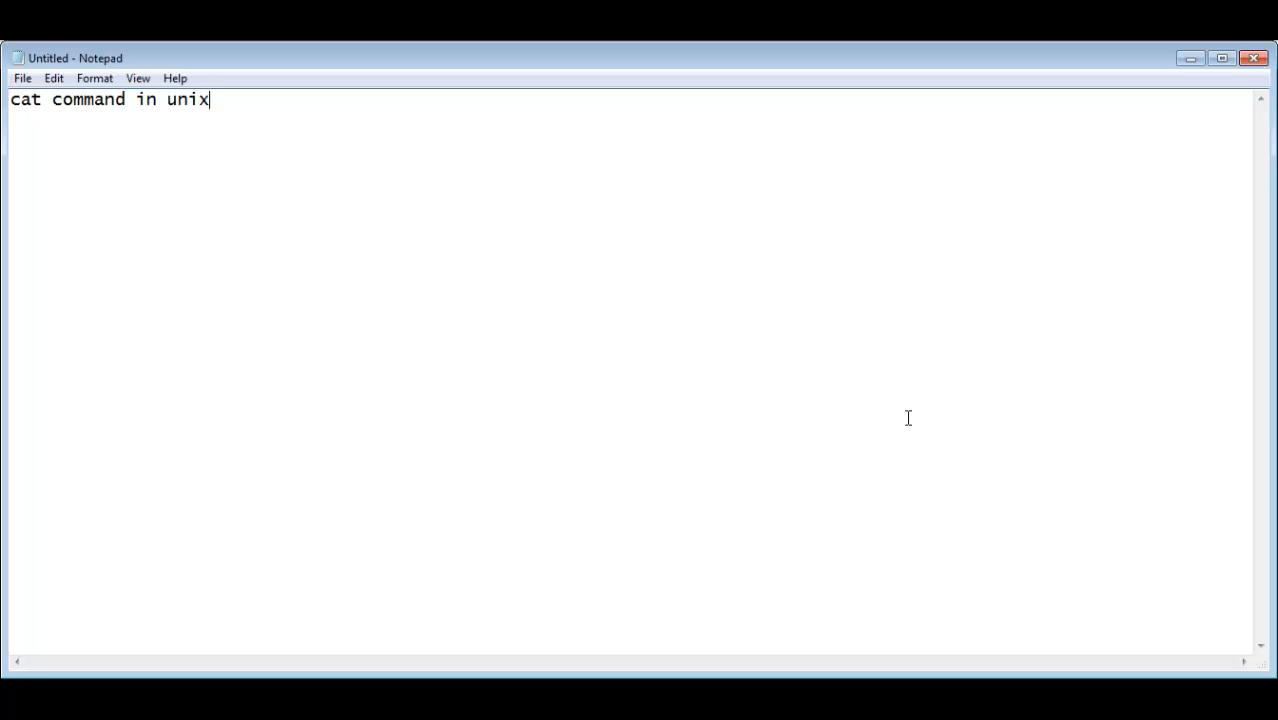 Untitled - Notepad
File Edit Format View Help
cat command in unix